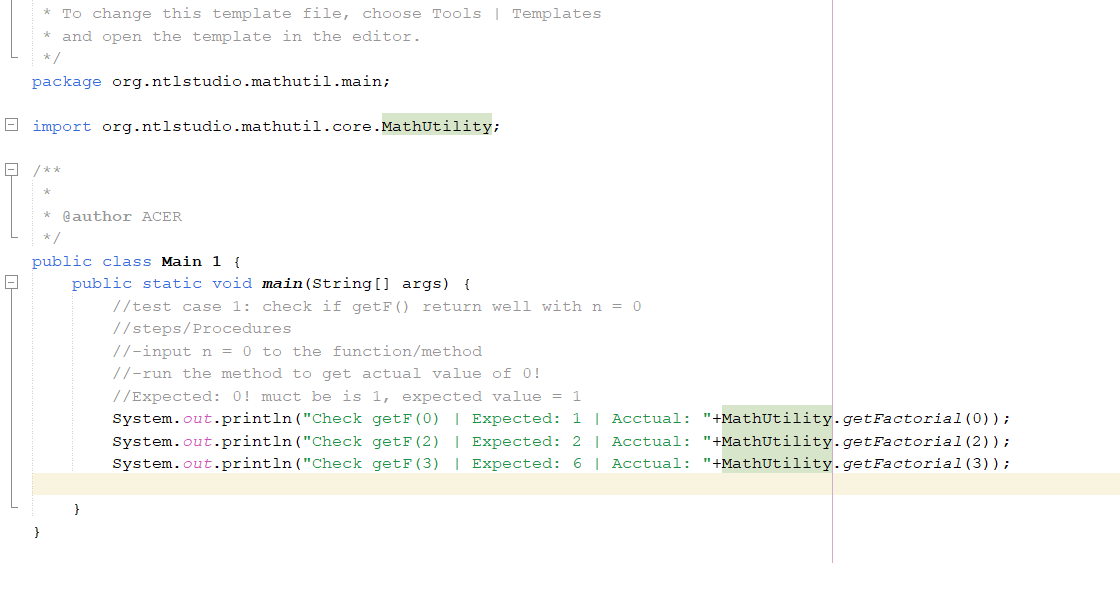 * To change this template file, choose Tools | Templates
* and open the template in the editor.
*/
package org.ntlstudio.mathutil.main;
import org.ntlstudio.mathutil.core.MathUtility;
/**
*
* @author ACER
*/
public class Main 1 {
public static void main(String[] args) {
//test case 1: check if getF() return well with n = 0
//steps/Procedures
//-input n = 0 to the function/method
//-run the method to get actual value of 0!
//Expected: 0! muct be is 1, expected value = 1
System.out.println("Check getF(0) | Expected: 1 | Acctual: "+MathUtility.getFactorial(0));
System.out.println("Check getF(2) | Expected: 2 | Acctual: "+MathUtility.getFactorial(2));
System.out.println("Check getF(3) | Expected: 6 | Acctual: "+MathUtility.getFactorial(3));
}
}